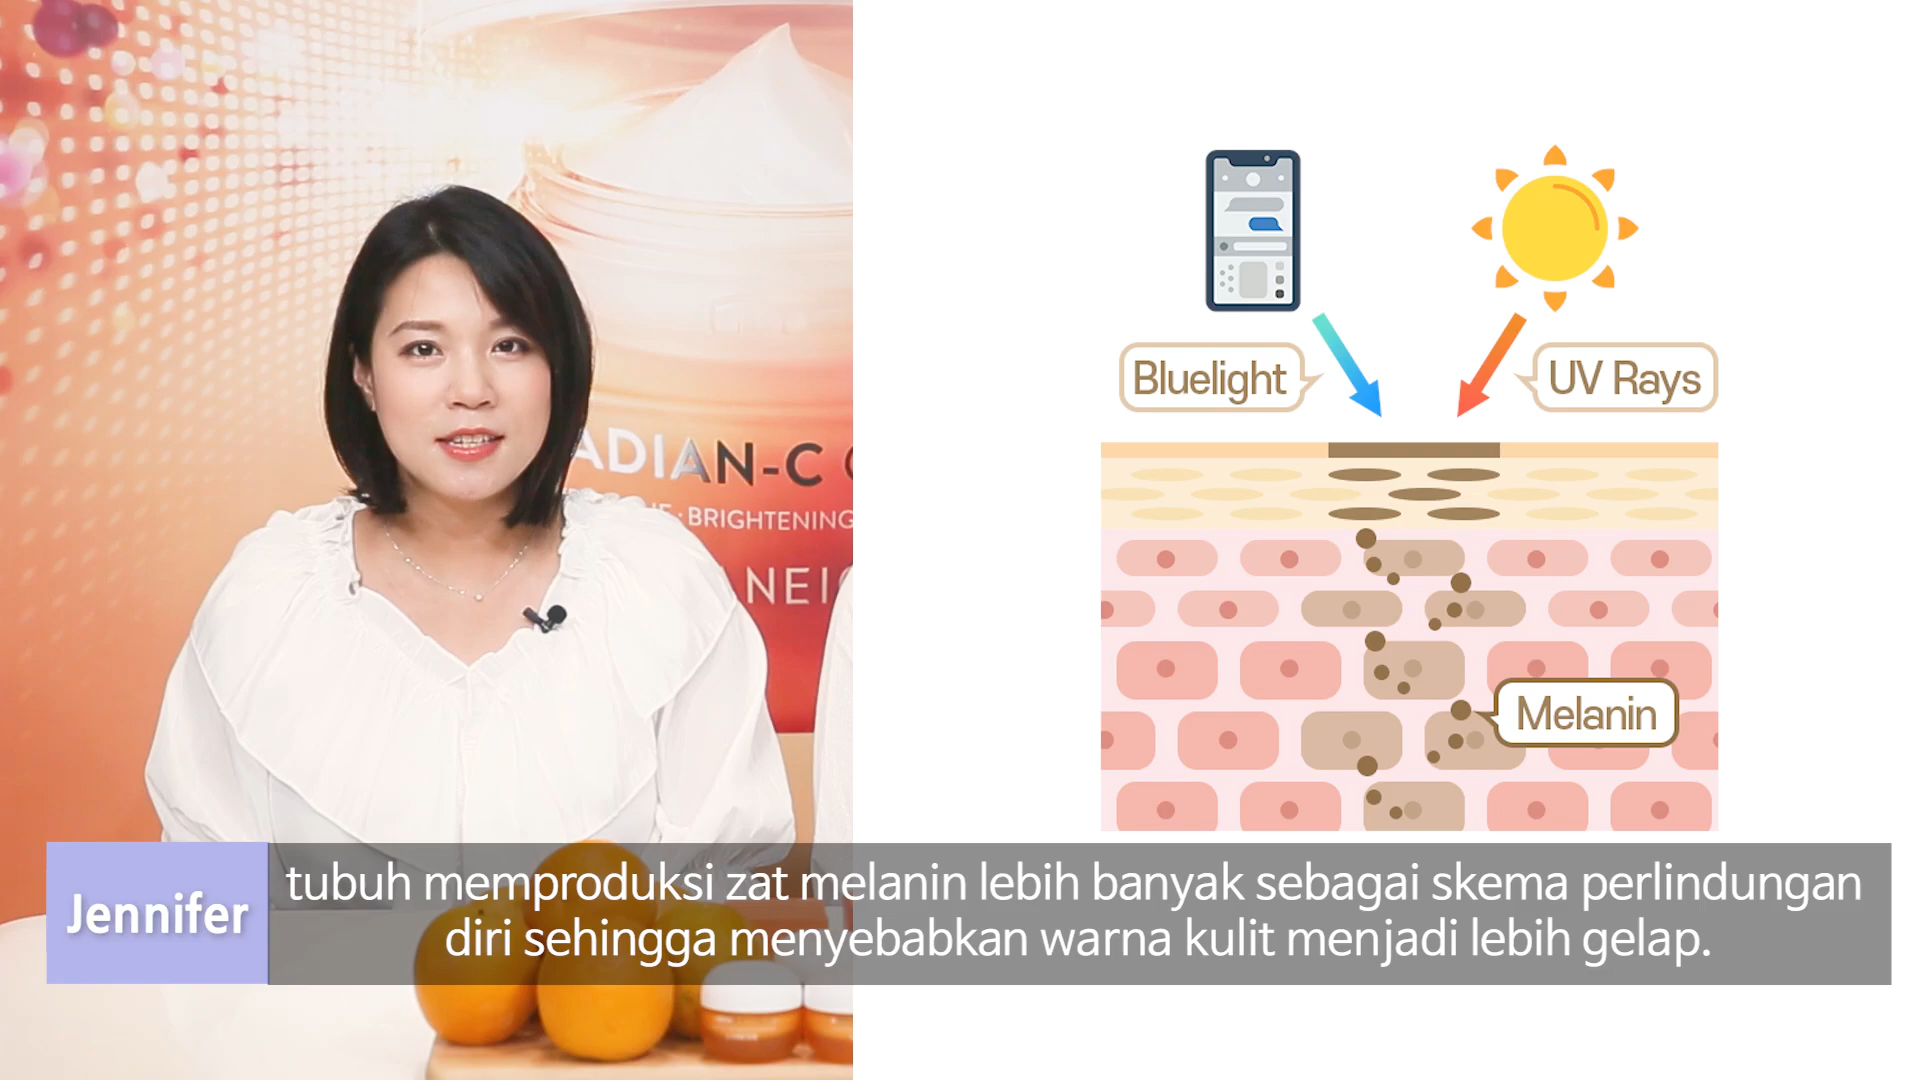 ADIAN-C
BRIGHTENING
ANEI
Bluelight
UV Rays
Melanin
Jennifer
tubuh memproduksi zat melanin lebih banyak sebagai skema perlindungan
diri sehingga menyebabkan warna kulit menjadi lebih gelap.